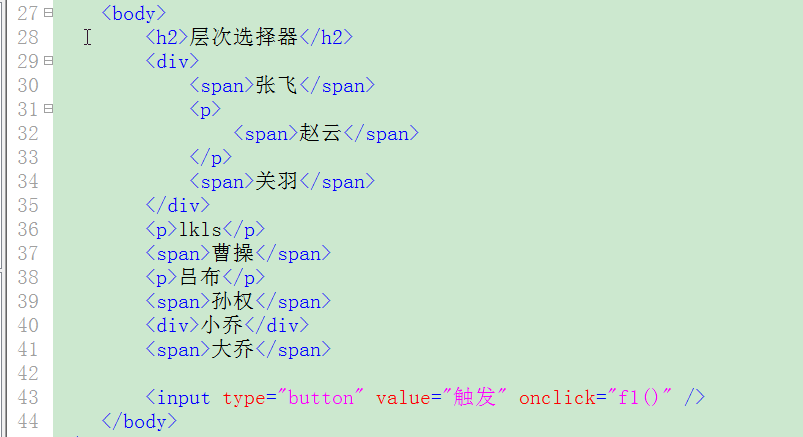 27 <body>
28 <h2>层次选择器</h2>
29 <div>
30 <span>张飞</span>
31 <p>
32 <span>赵云</span>
33 </p>
34 <span>关羽</span>
35 </div>
36 <p>lkls</p>
37 <span>曹操</span>
38 <p>吕布</p>
39 <span>孙权</span>
40 <div>小乔</div>
41 <span>大乔</span>
42
43 <input type="button" value="触发" onclick="f1()" />
44 </body>